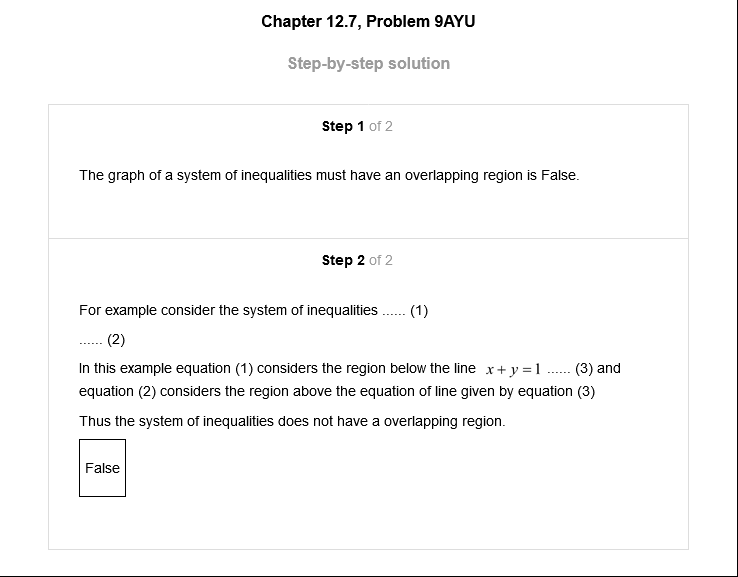 Chapter 12.7, Problem 9AYU
Step-by-step solution
Step 1 of 2
The graph of a system of inequalities must have an overlapping region is False.
Step 2 of 2
For example consider the system of inequalities ...... (1)
...... (2)
In this example equation (1) considers the region below the line x + y = 1 ...... (3) and
equation (2) considers the region above the equation of line given by equation (3)
Thus the system of inequalities does not have a overlapping region.
False